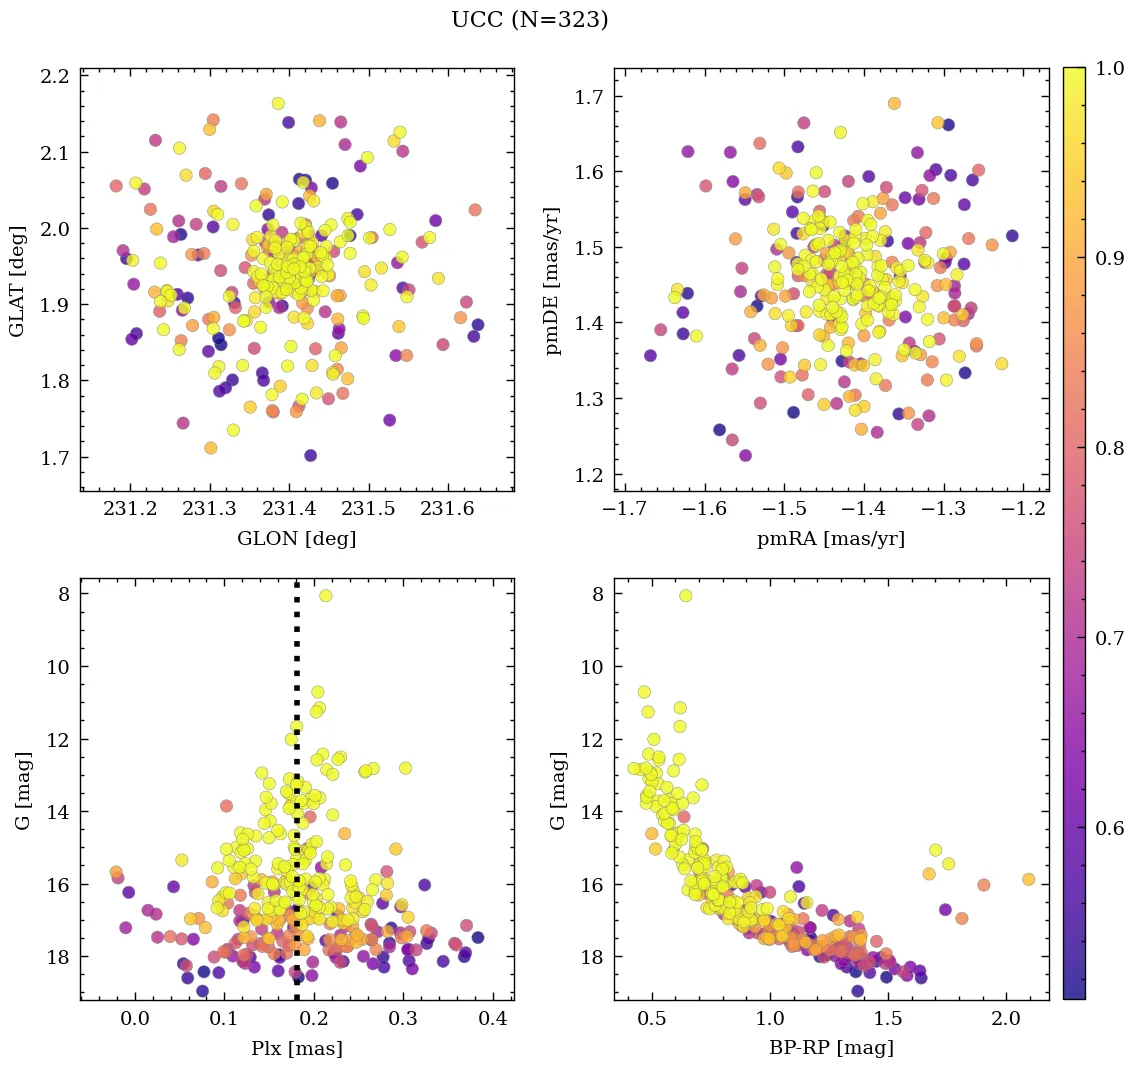 UCC (N=323)
2.2
2.1
2.0
1.9
1.8
1.7
GLAT [deg]
231.2 231.3 231.4 231.5 231.6
GLON [deg]
1.7
1.6
1.5
1.4
1.3
1.2
pmDE [mas/yr]
−1.7 −1.6 −1.5 −1.4 −1.3 −1.2
pmRA [mas/yr]
8
10
12
14
16
18
G [mag]
0.0 0.1 0.2 0.3 0.4
Plx [mas]
8
10
12
14
16
18
G [mag]
0.5 1.0 1.5 2.0
BP-RP [mag]
1.0
0.9
0.8
0.7
0.6